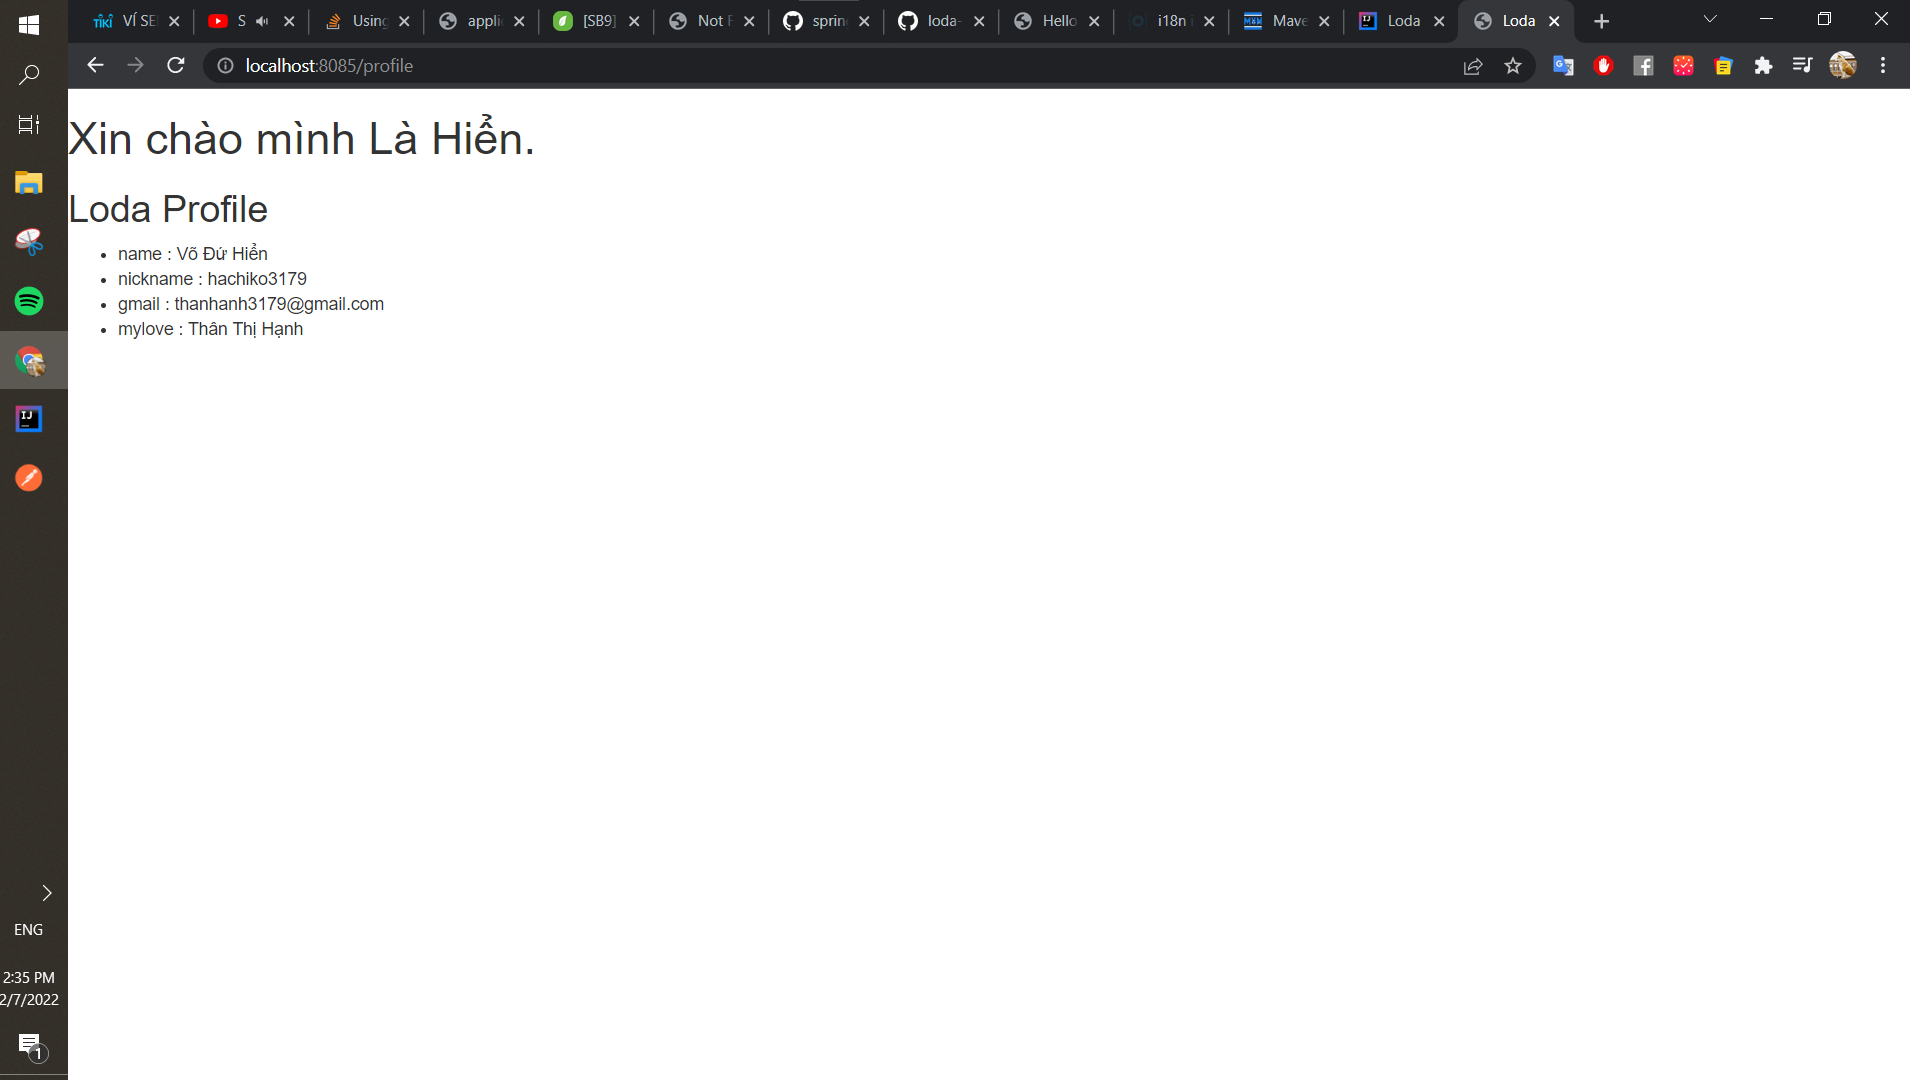 TIKI VÍ SE
S
Using
appli
[SB9]
Not F
sprin
loda-
Hello
i18n i
Mave
Loda
Loda
localhost:8085/profile
Xin chào mình Là Hiển.
Loda Profile
name : Võ Đứ Hiển
nickname : hachiko3179
gmail : thanhanh3179@gmail.com
mylove : Thân Thị Hạnh
IJ
ENG
2:35 PM
2/7/2022
1